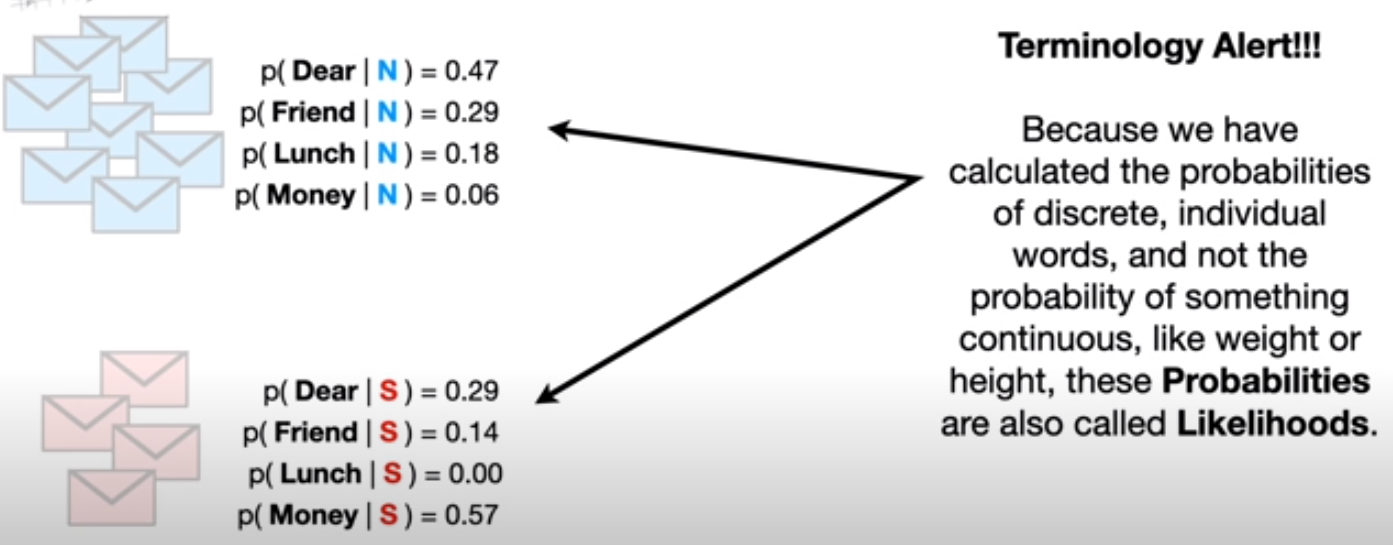 p( Dear | N ) = 0.47
p( Friend | N ) = 0.29
p( Lunch | N ) = 0.18
p( Money | N ) = 0.06
p( Dear | S ) = 0.29
p( Friend | S ) = 0.14
p( Lunch | S ) = 0.00
p( Money | S ) = 0.57
Terminology Alert!!!
Because we have
calculated the probabilities
of discrete, individual
words, and not the
probability of something
continuous, like weight or
height, these Probabilities
are also called Likelihoods.